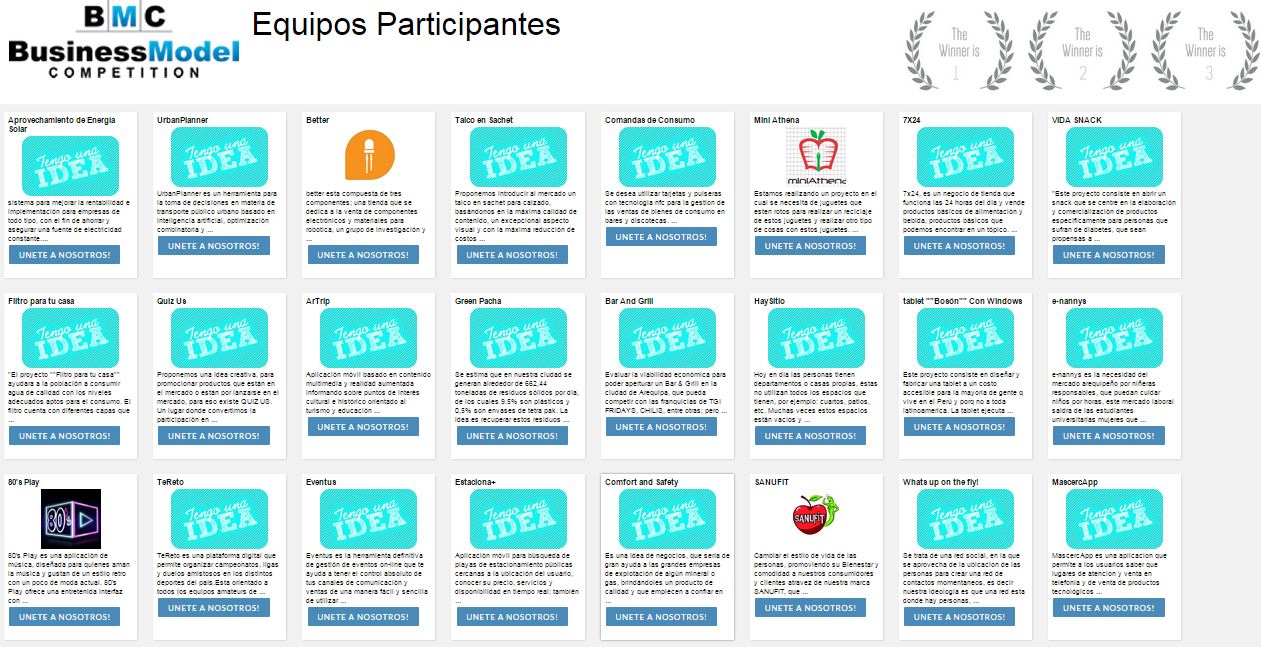 BMC
BusinessModel
COMPETITION
Equipos Participantes
The
Winner is
1
The
Winner is
2
The
Winner is
3
Aprovechamiento de Energía
Solar
Tengo una
IDEA
sistema para mejorar la rentabilidad e
implementación para empresas de
todo tipo, con el fin de ahorrar y
asegurar una fuente de electricidad
constante....
UNETE A NOSOTROS!
UrbanPlanner
Tengo una
IDEA
UrbanPlanner es un herramienta para
la toma de decisiones en materia de
transporte público urbano basado en
inteligencia artificial, optimización
combinatoria y ...
UNETE A NOSOTROS!
Better
better esta compuesta de tres
componentes; una tienda que se
dedica a la venta de componentes
electrónicos y materiales para
robotica, un grupo de investigación y
...
UNETE A NOSOTROS!
Talco en Sachet
Tengo una
IDEA
Proponemos introducir al mercado un
talco en sachet para calzado,
basándonos en la máxima calidad de
contenido, un excepcional aspecto
visual y con la máxima reducción de
costos ...
UNETE A NOSOTROS!
Comandas de Consumo
Tengo una
IDEA
Se desea utilizar tarjetas y pulseras
con tecnología nfc para la gestion de
las ventas de bienes de consumo en
bares y discotecas. ...
UNETE A NOSOTROS!
Mini Athena
miniAthena
Estamos realizando un proyecto en el
cual se necesita de juguetes que
esten rotos para realizar un reciclaje
de estos juguetes y realizar otro tipo
de cosas con estos juguetes. ...
UNETE A NOSOTROS!
7X24
Tengo una
IDEA
7x24, es un negocio de tienda que
funciona las 24 horas del día y vende
productos básicos de alimentación y
bebida, productos básicos que
podemos encontrar en un tópico. ...
UNETE A NOSOTROS!
VIDA SNACK
Tengo una
IDEA
"Este proyecto consiste en abrir un
snack que se centre en la elaboración
y comercialización de productos
específicamente para personas que
sufran de diabetes, que sean
propensas a ...
UNETE A NOSOTROS!
Filtro para tu casa
Tengo una
IDEA
"El proyecto ""Filtro para tu casa""
ayudara a la población a consumir
agua de calidad con los niveles
adecuados aptos para el consumo. El
filtro cuenta con diferentes capas que
...
UNETE A NOSOTROS!
Quiz Us
Tengo una
IDEA
Proponemos una idea creativa, para
promocionar productos que están en
el mercado o están por lanzarse en el
mercado, para eso existe QUIZ US.
Un lugar donde convertimos la
participación en ...
UNETE A NOSOTROS!
ArTrip
Tengo una
IDEA
Aplicación móvil basado en contenido
multimedia y realidad aumentada
informando sobre puntos de interés
cultural e histórico orientado al
turismo y educación ...
UNETE A NOSOTROS!
Green Pacha
Tengo una
IDEA
Se estima que en nuestra ciudad se
generan alrededor de 662,44
toneladas de residuos sólidos por día,
de los cuales 9.5% son plásticos y
0,5% son envases de tetra pak. La
idea es recuperar estos residuos ...
UNETE A NOSOTROS!
Bar And Grill
Tengo una
IDEA
Evaluar la viabilidad económica para
poder aperturar un Bar & Grill en la
ciudad de Arequipa, que pueda
competir con las franquicias de TGI
FRIDAYS, CHILIS, entre otras; pero ...
UNETE A NOSOTROS!
HaySitio
Tengo una
IDEA
Hoy en día las personas tienen
departamentos o casas propias, éstas
no utilizan todos los espacios que
tienen, por ejemplo: cuartos, patios,
etc. Muchas veces estos espacios
están vacíos y ...
UNETE A NOSOTROS!
tablet ""Bosón"" Con Windows
Tengo una
IDEA
Este proyecto consiste en diseñar y
fabricar una tablet a un costo
accesible para la mayoría de gente q
vive en el Perú y porq no a toda
latinoamerica. La tablet ejecuta ...
UNETE A NOSOTROS!
e-nannys
Tengo una
IDEA
e-nannys es la necesidad del
mercado arequipeño por niñeras
responsables, que puedan cuidar
niños por horas, este mercado laboral
saldría de las estudiantes
universitarias mujeres que ...
UNETE A NOSOTROS!
80's Play
80's
80's Play es una aplicación de
música, diseñada para quienes aman
la música y gustan de un estilo retro
con un poco de moda actual. 80's
Play ofrece una entretenida interfaz
con ...
UNETE A NOSOTROS!
TeReto
Tengo una
IDEA
TeReto es una plataforma digital que
permite organizar campeonatos, ligas
y duelos amistosos en los distintos
deportes del país.Esta orientado a
todos los equipos amateurs de ...
UNETE A NOSOTROS!
Eventus
Tengo una
IDEA
Eventus es la herramienta definitiva
de gestión de eventos on-line que te
ayuda a tener el control absoluto de
tus canales de comunicación y
ventas de una manera fácil y sencilla
de utilizar ...
UNETE A NOSOTROS!
Estaciona+
Tengo una
IDEA
Aplicación móvil para búsqueda de
playas de estacionamiento públicas
cercanas a la ubicación del usuario,
conocer su precio, servicios y
disponibilidad en tiempo real; también
...
UNETE A NOSOTROS!
Comfort and Safety
Tengo una
IDEA
Es una idea de negocios, que seria de
gran ayuda a las grandes empresas
de explotación de algún mineral o
gas, brindándoles un producto de
calidad y que empiecen a confiar en
...
UNETE A NOSOTROS!
SANUFIT
SANUFIT
Cambiar el estilo de vida de las
personas, promoviendo su Bienestar y
comodidad a nuestros consumidores
y clientes atravez de nuestra marca
SANUFIT, que ...
UNETE A NOSOTROS!
Whats up on the fly!
Tengo una
IDEA
Se trata de una red social, en la que
se aprovecha de la ubicacion de las
personas para crear una red de
contactos momentaneos, es decir
nuestra ideologia es que una red esta
donde hay personas, ...
UNETE A NOSOTROS!
MascercApp
Tengo una
IDEA
MascercApp es una aplicacion que
permite a los usuarios saber que
lugares de atencion y venta en
telefonia y de venta de productos
tecnológicos ...
UNETE A NOSOTROS!